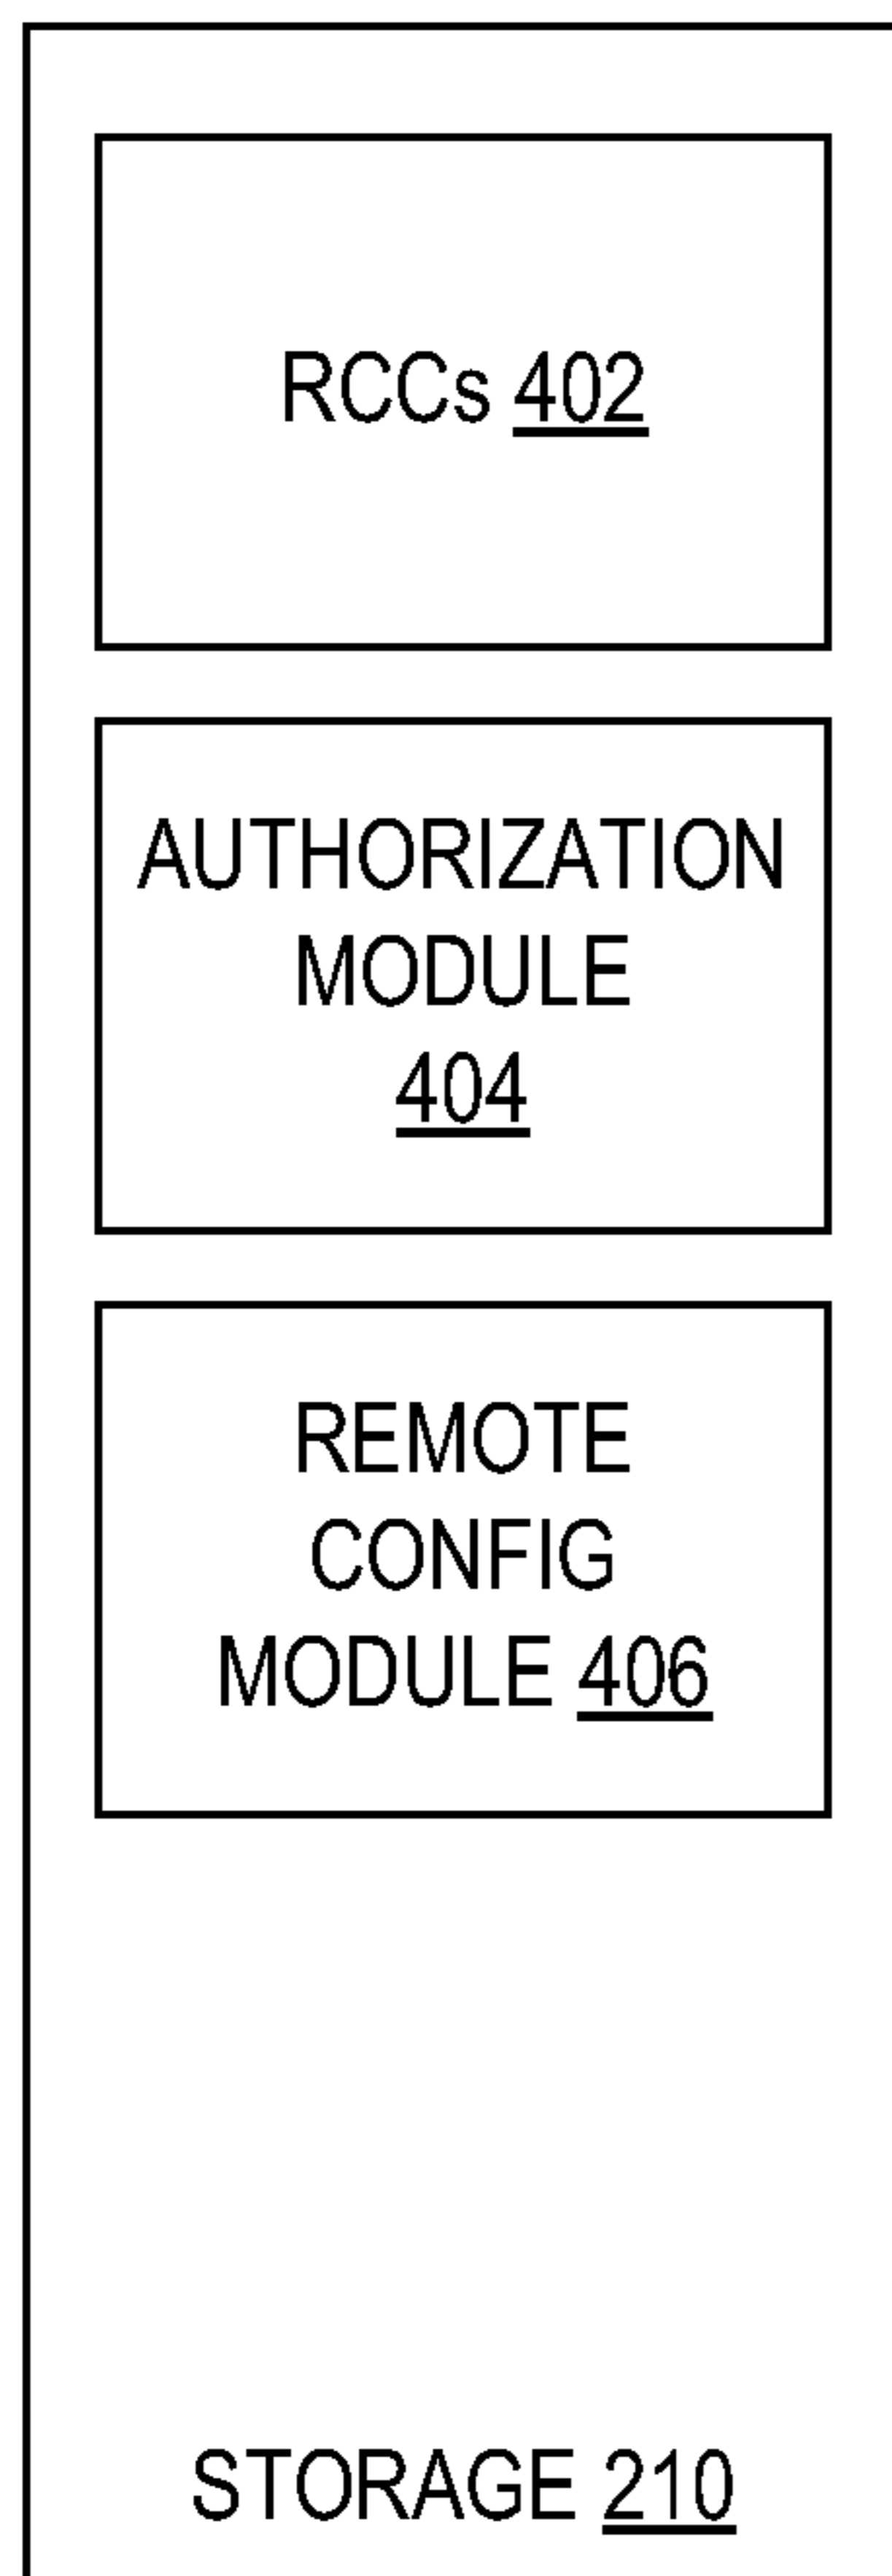 RCCs 402
AUTHORIZATION
MODULE
404
REMOTE
CONFIG
MODULE 406
STORAGE 210